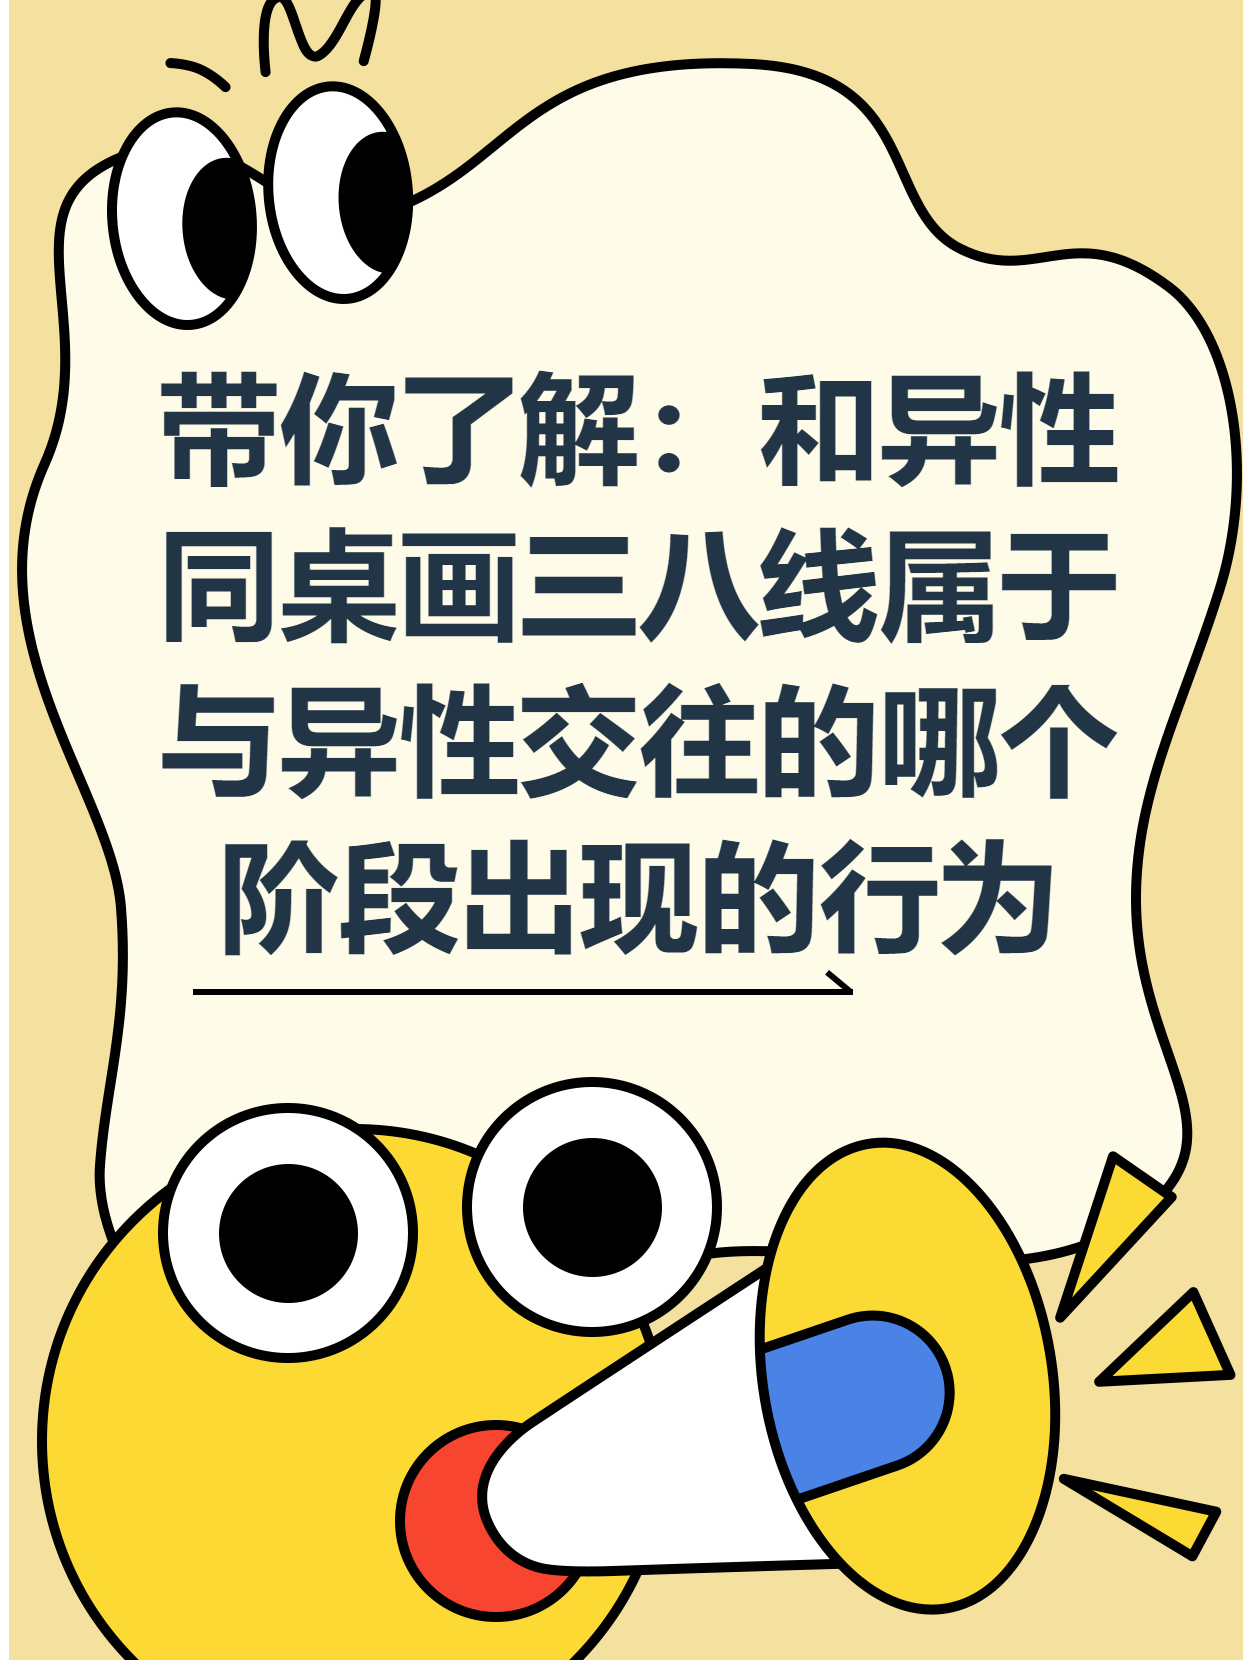 带你了解：和异性
同桌画三八线属于
与异性交往的哪个
阶段出现的行为